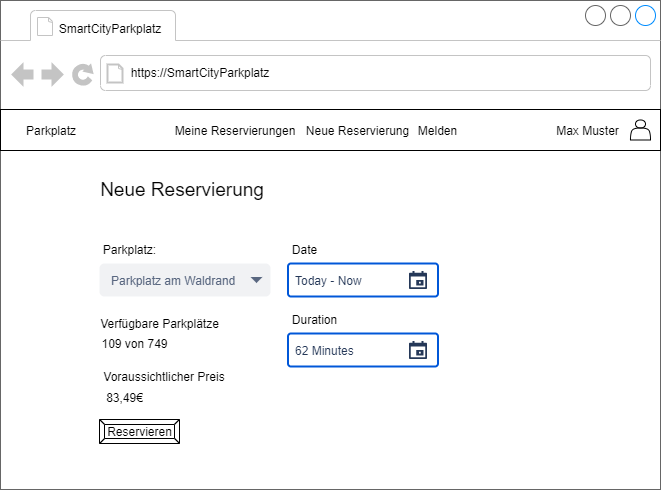 SmartCityParkplatz
https://SmartCityParkplatz
Parkplatz Meine Reservierungen Neue Reservierung Melden Max Muster
Neue Reservierung
Parkplatz: Date
Parkplatz am Waldrand Today - Now
Verfügbare Parkplätze Duration
109 von 749 62 Minutes
Voraussichtlicher Preis
83,49€
Reservieren